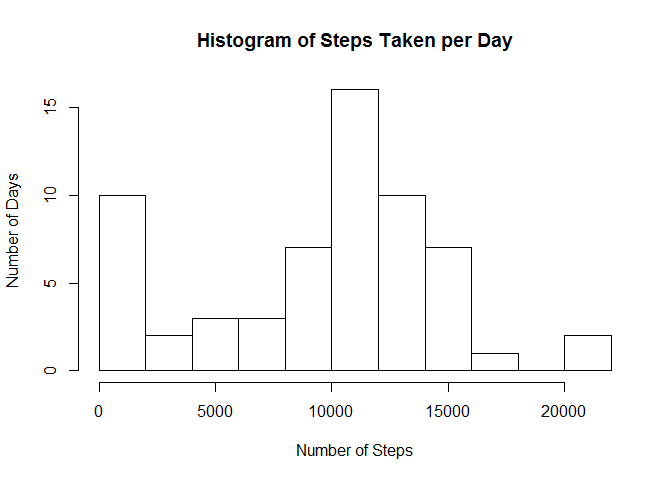 Histogram of Steps Taken per Day
15
10
5
0
Number of Days
0 5000 10000 15000 20000
Number of Steps